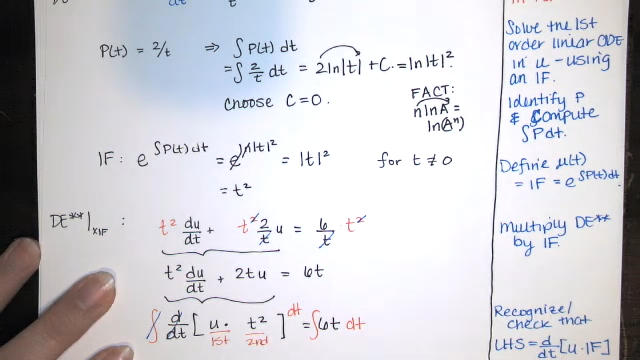 P(t) = 2/t ⇒ ∫P(t)dt
= ∫ 2/t dt = 2ln|t| + C = ln|t|².
choose C=0.
FACT:
n ln A =
ln(Aⁿ)
IF: e^∫P(t)dt = e^ln|t|² = |t|² for t ≠ 0
= t²
DE**|xIF : t² du/dt + t² 2/t u = 6/t t²
t² du/dt + 2tu = 6t
∫ d/dt [u · t²] dt = ∫6t dt
1st 2nd
Solve the 1st
order linear ODE
in u - using
an IF.
Identify P
& compute
∫Pdt.
Define μ(t)
= IF = e^∫P(t)dt.
Multiply DE**
by IF.
Recognize/
check that
LHS = d/dt [u·IF]